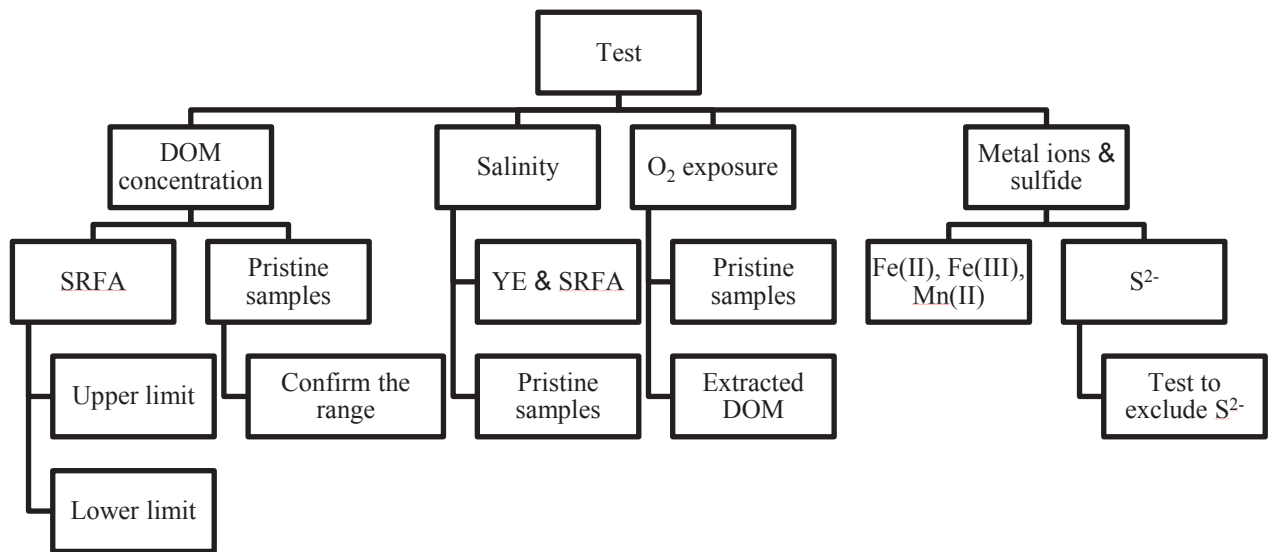 Test
DOM
concentration
Salinity
O₂ exposure
Metal ions &
sulfide
SRFA
Pristine
samples
YE & SRFA
Pristine
samples
Fe(II), Fe(III),
Mn(II)
S²⁻
Upper limit
Confirm the
range
Pristine
samples
Extracted
DOM
Test to
exclude S²⁻
Lower limit